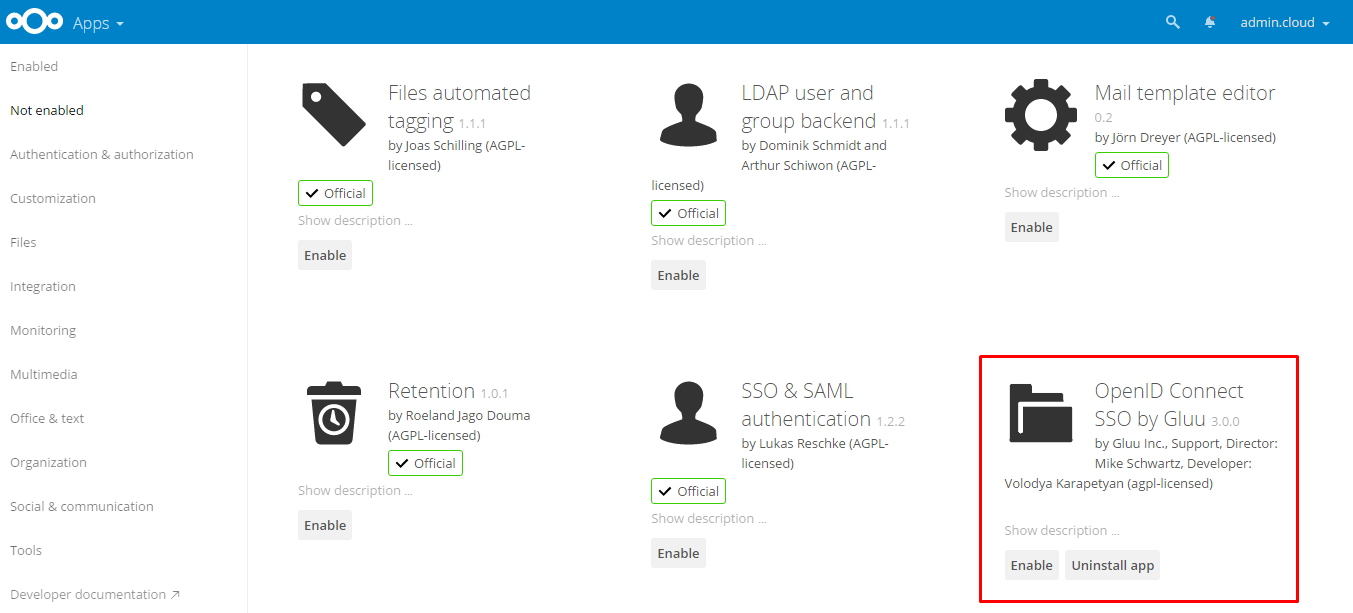 Apps
admin.cloud
Enabled
Not enabled
Authentication & authorization
Customization
Files
Integration
Monitoring
Multimedia
Office & text
Organization
Social & communication
Tools
Developer documentation ↗
Files automated
tagging 1.1.1
by Joas Schilling (AGPL-
licensed)
Official
Show description ...
Enable
LDAP user and
group backend 1.1.1
by Dominik Schmidt and
Arthur Schiwon (AGPL-
licensed)
Official
Show description ...
Enable
Mail template editor
0.2
by Jörn Dreyer (AGPL-licensed)
Official
Show description ...
Enable
Retention 1.0.1
by Roeland Jago Douma
(AGPL-licensed)
Official
Show description ...
Enable
SSO & SAML
authentication 1.2.2
by Lukas Reschke (AGPL-
licensed)
Official
Show description ...
Enable
OpenID Connect
SSO by Gluu 3.0.0
by Gluu Inc., Support, Director:
Mike Schwartz, Developer:
Volodya Karapetyan (agpl-licensed)
Show description ...
Enable Uninstall app